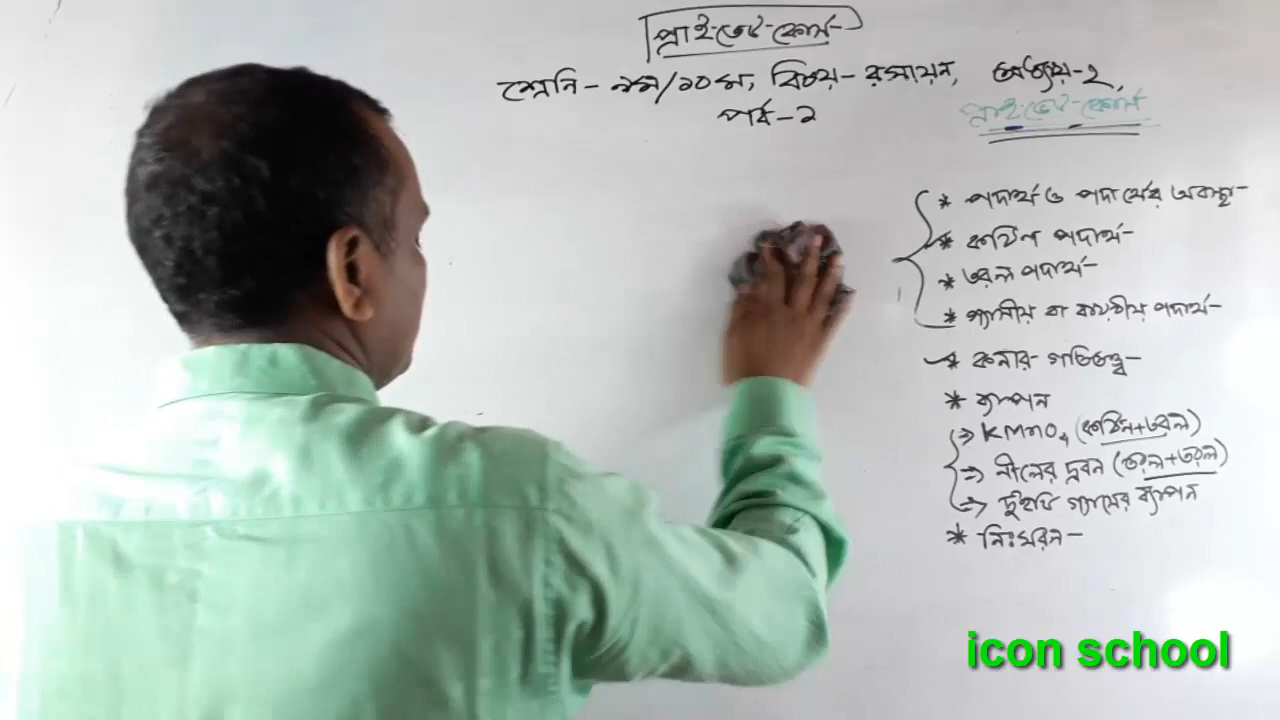 প্রাইভেট-কোর্স-
শ্রেনি - ৯ম/১০ম, বিষয় - রসায়ন, অধ্যায়-২,
পর্ব-১
প্রাইভেট-কোর্স
* পদার্থ ও পদার্থের অবস্থা-
* কঠিন পদার্থ-
* তরল পদার্থ-
* গ্যাসীয় বা বায়বীয় পদার্থ-
* কনার-গতিতত্ত্ব-
* ব্যাপন
→ KMnO₄ (কঠিন+তরল)
→ নীলের দ্রবন (তরল+তরল)
→ দুইটি গ্যাসের ব্যাপন
* নিঃসরন-
icon school